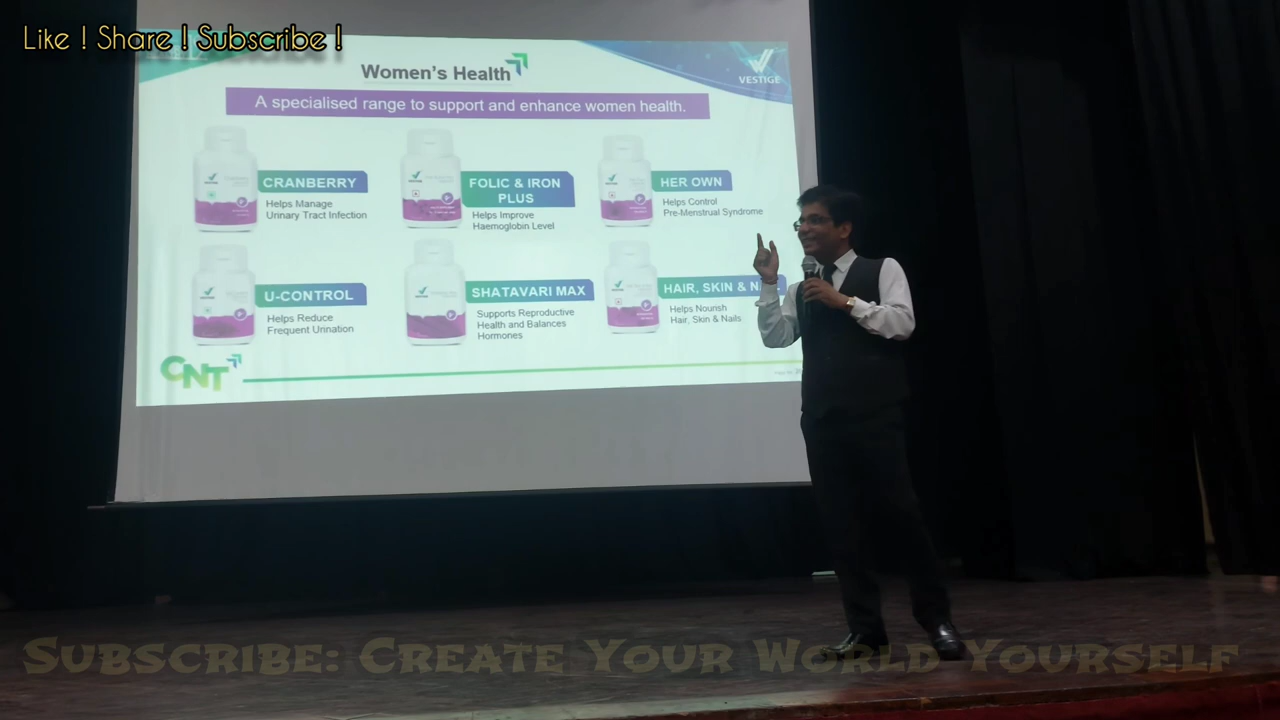 Like ! Share ! Subscribe !
Women's Health
VESTIGE
A specialised range to support and enhance women health.
CRANBERRY
Helps Manage
Urinary Tract Infection
FOLIC & IRON
PLUS
Helps Improve
Haemoglobin Level
HER OWN
Helps Control
Pre-Menstrual Syndrome
U-CONTROL
Helps Reduce
Frequent Urination
SHATAVARI MAX
Supports Reproductive
Health and Balances
Hormones
HAIR, SKIN &
Helps Nourish
Hair, Skin & Nails
CNT
Subscribe: Create Your World Yourself